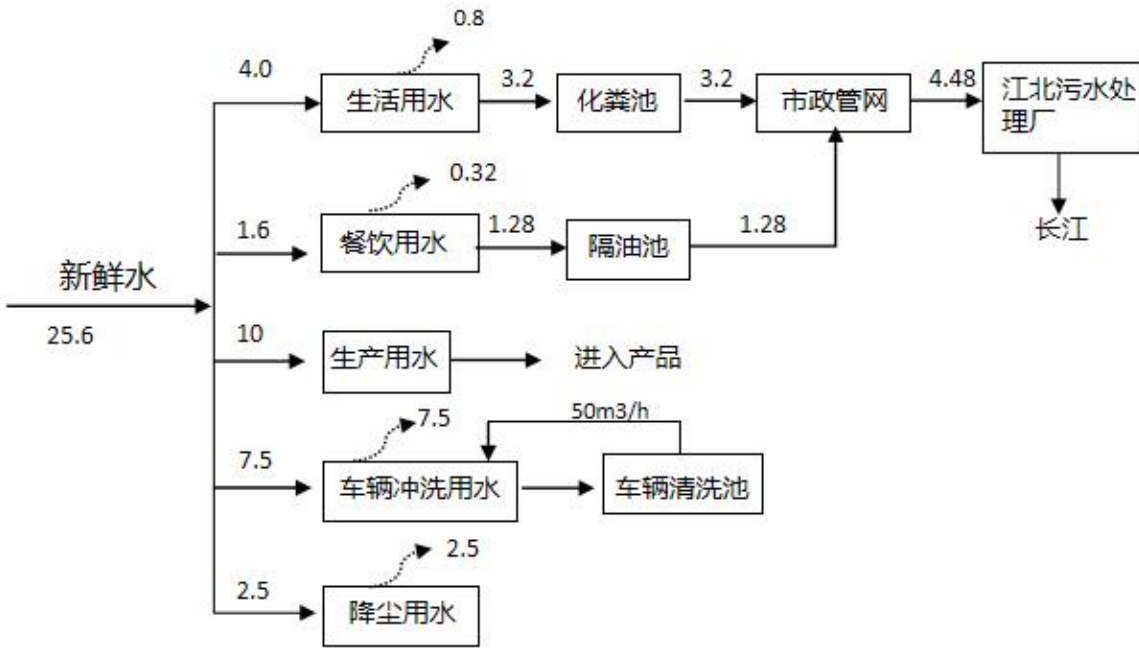 0.8
4.0
生活用水
3.2
化粪池
3.2
市政管网
4.48
江北污水处
理厂
0.32
1.6
餐饮用水
1.28
隔油池
1.28
长江
新鲜水
25.6
10
生产用水
进入产品
7.5
50m3/h
7.5
车辆冲洗用水
车辆清洗池
2.5
2.5
降尘用水